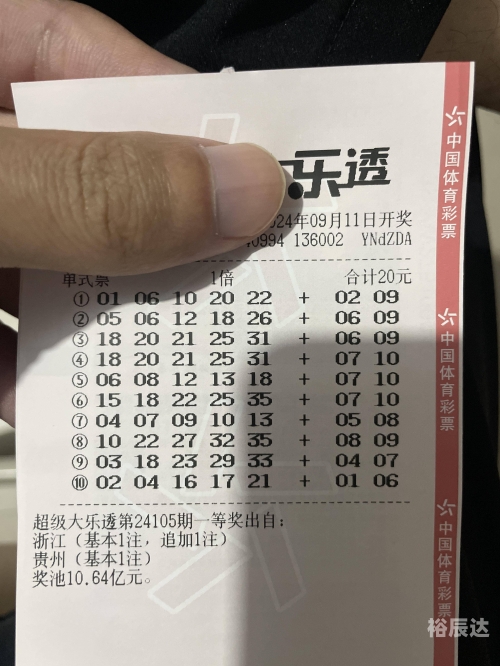 乐透
24年09月11日开奖
0994 136002 YNdZDA
单式票 1倍 合计20元
① 01 06 10 20 22 + 02 09
② 05 06 12 18 26 + 06 09
③ 18 20 21 25 31 + 06 09
④ 18 20 21 25 31 + 07 10
⑤ 06 08 12 13 18 + 07 10
⑥ 15 18 22 25 35 + 07 10
⑦ 04 07 09 10 13 + 05 08
⑧ 10 22 27 32 35 + 08 09
⑨ 03 18 23 29 33 + 04 07
⑩ 02 04 16 17 21 + 01 06
超级大乐透第24105期一等奖出自:
浙江(基本1注, 追加1注)
贵州(基本1注)
奖池10.64亿元。
中国体育彩票
中国体育彩票
中国体育彩票
裕辰达